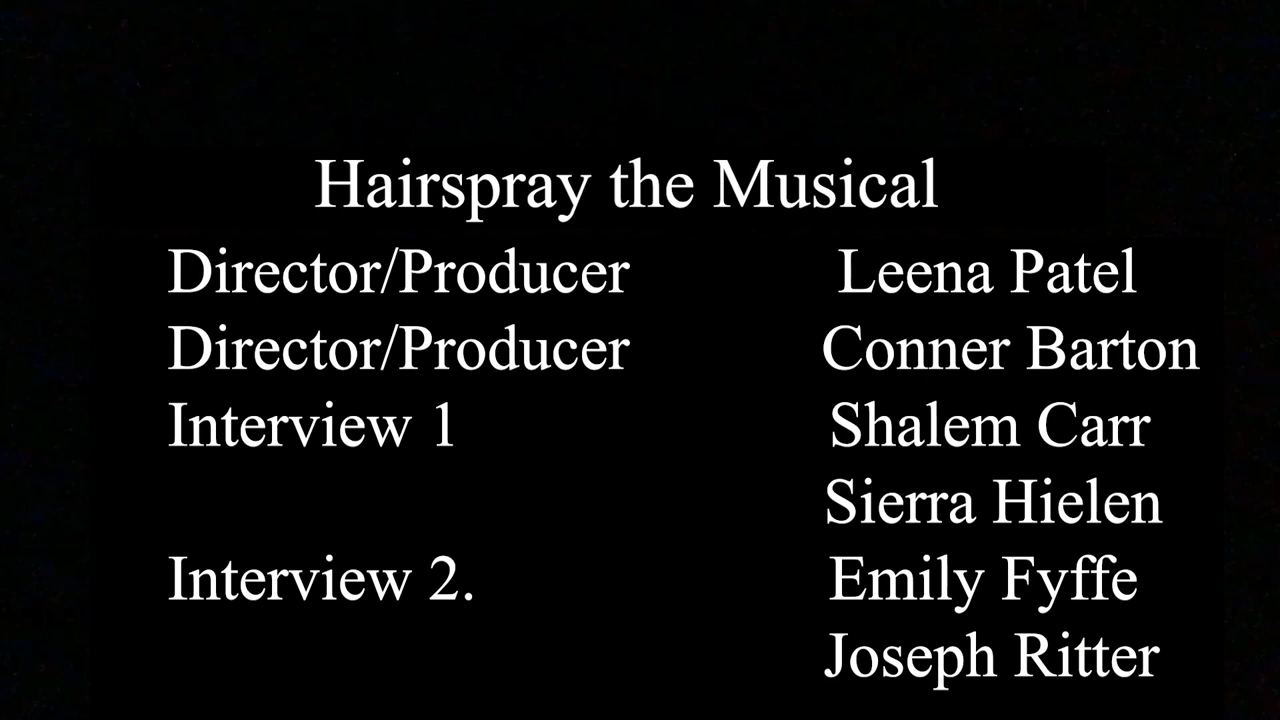 Hairspray the Musical
Director/Producer Leena Patel
Director/Producer Conner Barton
Interview 1 Shalem Carr
Sierra Hielen
Interview 2. Emily Fyffe
Joseph Ritter